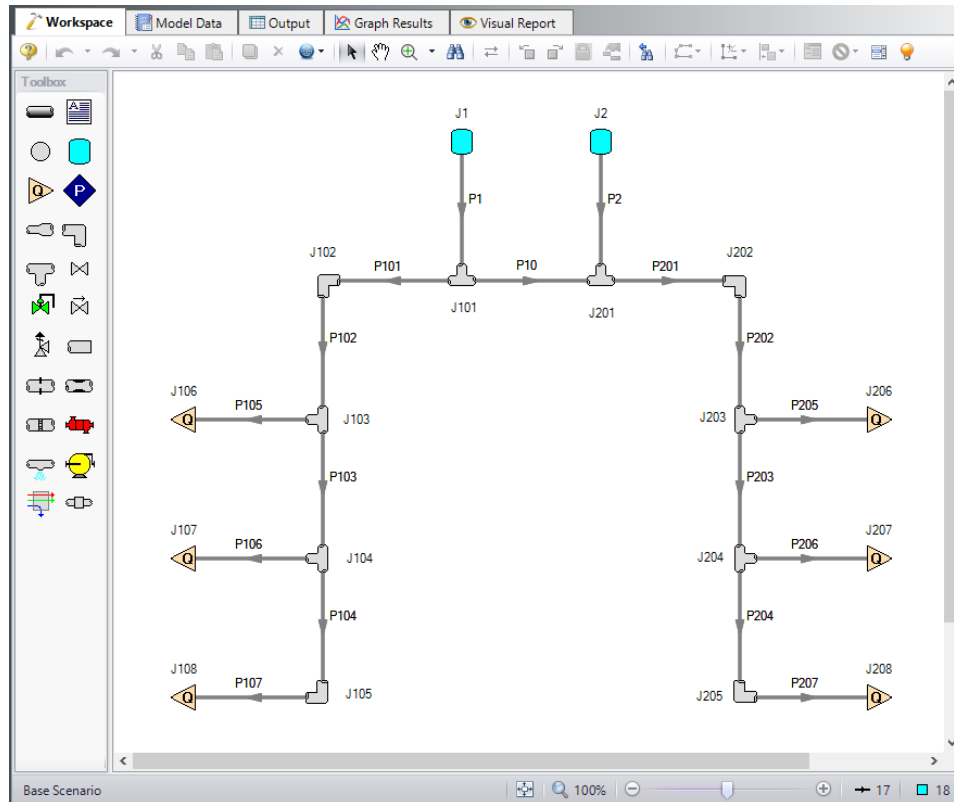 Workspace Model Data Output Graph Results Visual Report
Toolbox
A
Q P
J1 J2
P1 P2
J102 P101 P10 P201 J202
J101 J201
P102 P202
J106 P105 J103 J203 P205 J206
Q Q
P103 P203
J107 P106 J104 J204 P206 J207
Q Q
P104 P204
J108 P107 J105 J205 P207 J208
Q Q
Base Scenario 100% 17 18